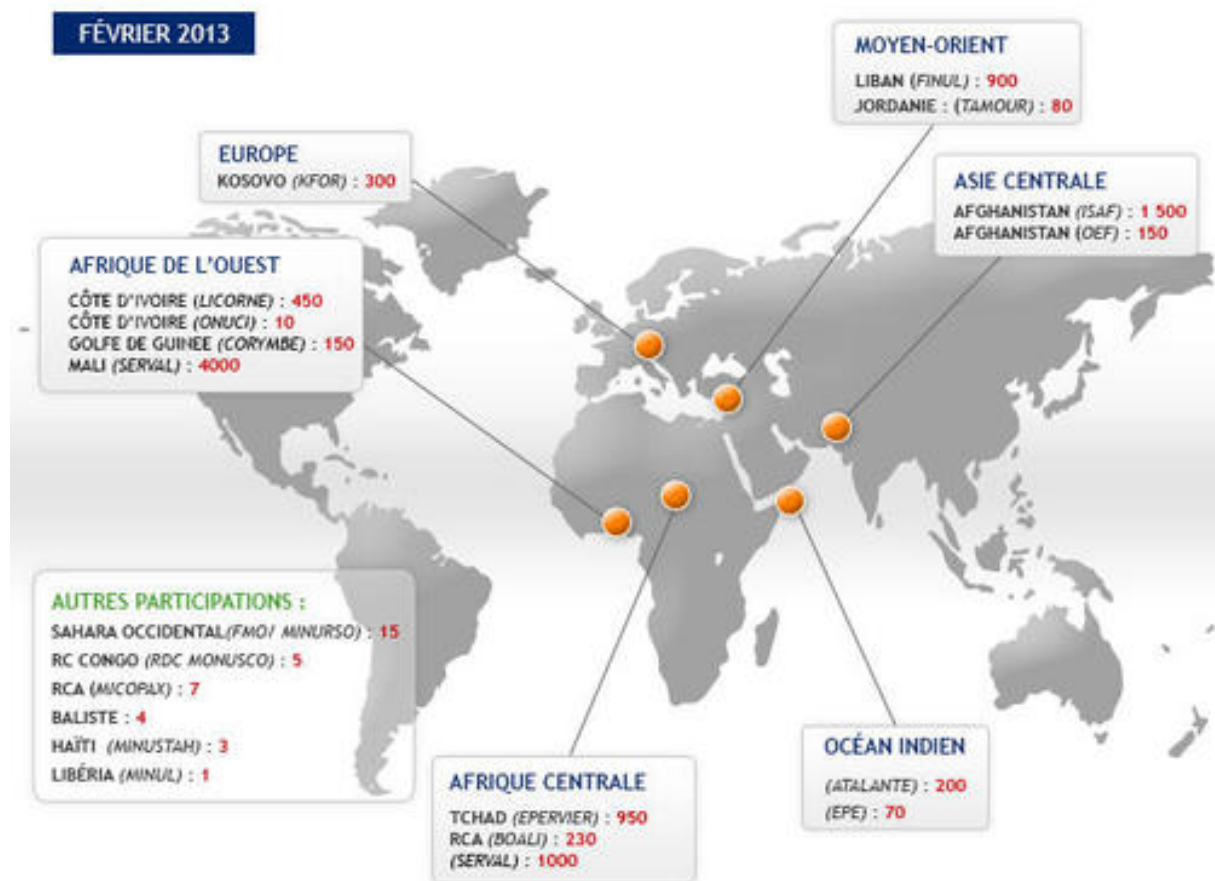 FÉVRIER 2013
MOYEN-ORIENT
LIBAN (FINUL) : 900
JORDANIE : (TAMOUR) : 80
EUROPE
KOSOVO (KFOR) : 300
ASIE CENTRALE
AFGHANISTAN (ISAF) : 1 500
AFGHANISTAN (OEF) : 150
AFRIQUE DE L'OUEST
CÔTE D'IVOIRE (LICORNE) : 450
CÔTE D'IVOIRE (ONUCI) : 10
GOLFE DE GUINEE (CORYMBE) : 150
MALI (SERVAL) : 4000
AUTRES PARTICIPATIONS :
SAHARA OCCIDENTAL(FMO/ MINURSO) : 15
RC CONGO (RDC MONUSCO) : 5
RCA (MICOPAX) : 7
BALISTE : 4
HAÏTI (MINUSTAH) : 3
LIBÉRIA (MINUL) : 1
AFRIQUE CENTRALE
TCHAD (EPERVIER) : 950
RCA (BOALI) : 230
(SERVAL) : 1000
OCÉAN INDIEN
(ATALANTE) : 200
(EPE) : 70